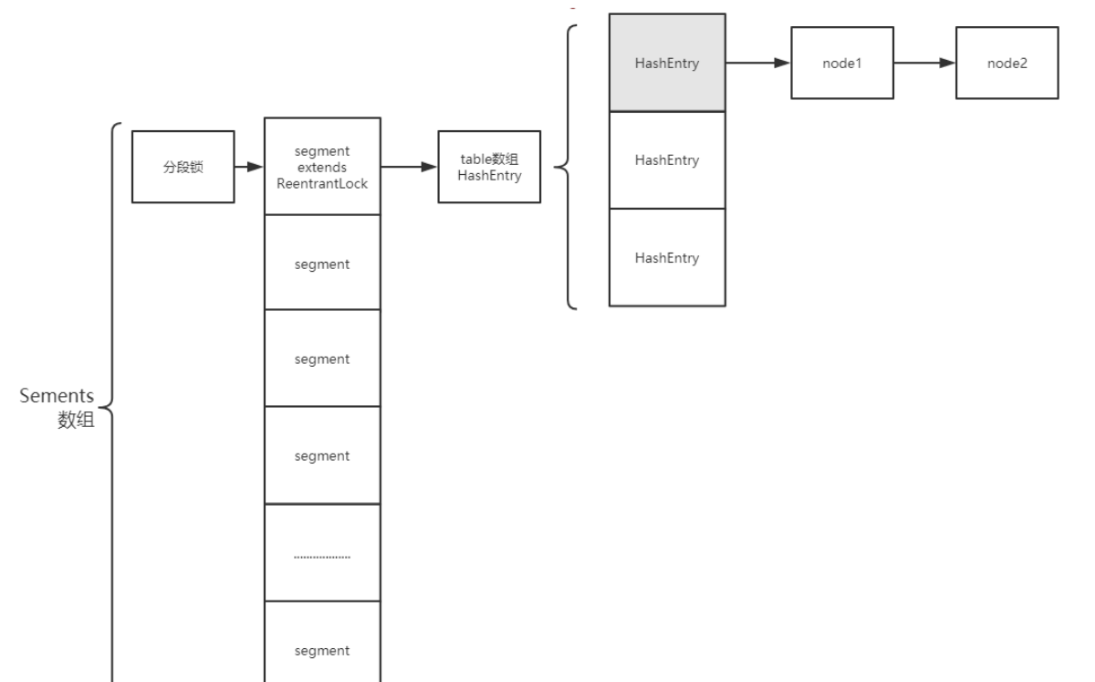 HashEntry
node1
node2
分段锁
segment
extends
ReentrantLock
table数组
HashEntry
HashEntry
segment
HashEntry
segment
Sements
数组
segment
..................
segment